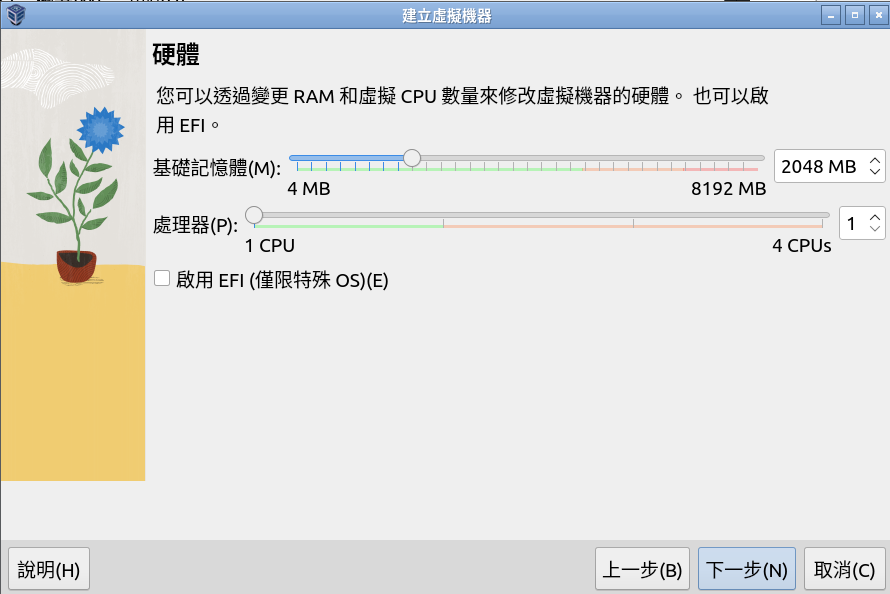 建立虛擬機器
硬體
您可以透過變更 RAM 和虛擬 CPU 數量來修改虛擬機器的硬體。 也可以啟
用 EFI。
基礎記憶體(M):
2048 MB
4 MB
8192 MB
處理器(P):
1
1 CPU
4 CPUs
啟用 EFI (僅限特殊 OS)(E)
說明(H)
上一步(B)
下一步(N)
取消(C)